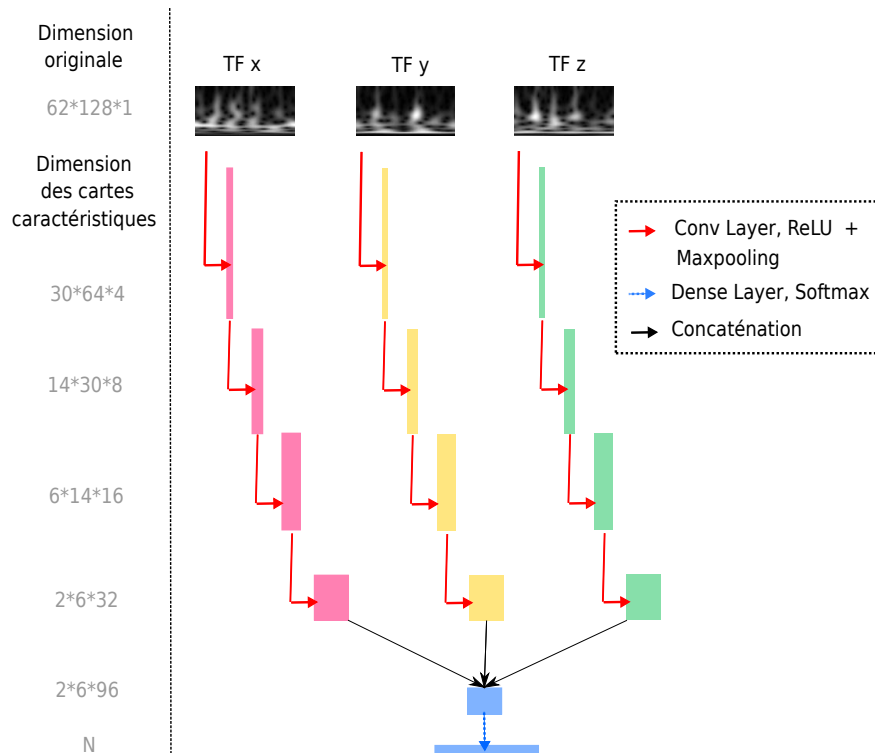 Dimension
originale
TF x
TF y
TF z
62*128*1
Dimension
des cartes
caractéristiques
Conv Layer, ReLU +
Maxpooling
Dense Layer, Softmax
Concaténation
30*64*4
14*30*8
6*14*16
2*6*32
2*6*96
N